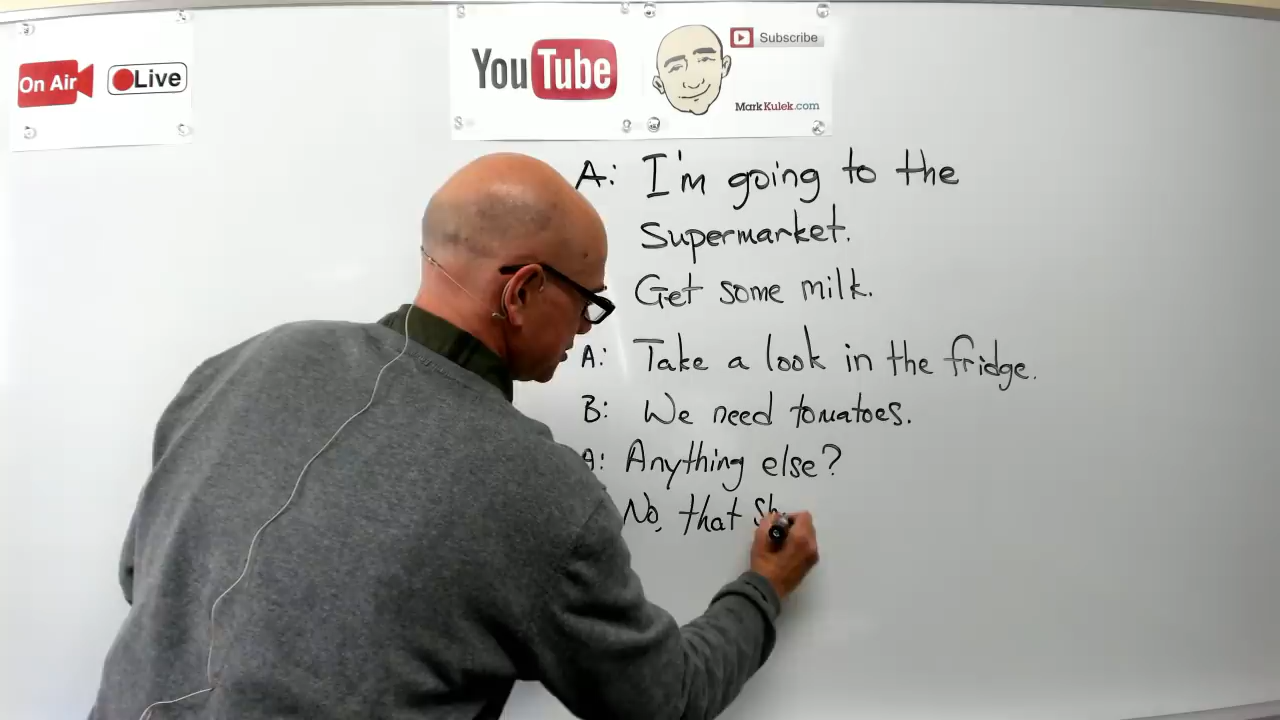 On Air
Live
YouTube
Subscribe
MarkKulek.com
A: I'm going to the
supermarket.
Get some milk.
A: Take a look in the fridge.
B: We need tomatoes.
A: Anything else?
No, that sh